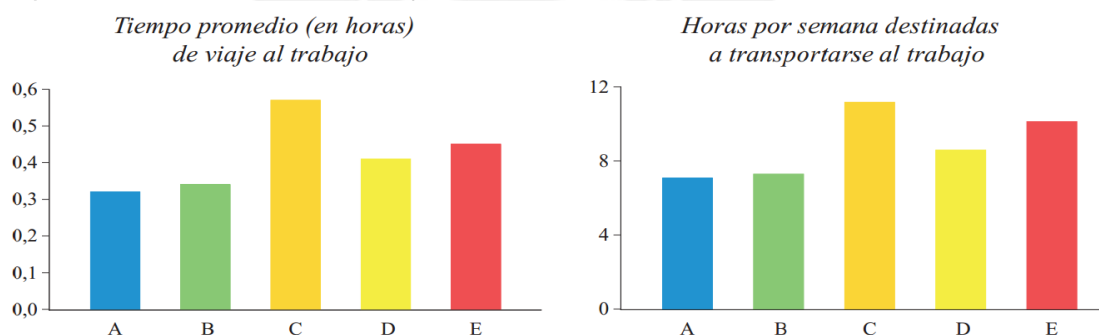 Tiempo promedio (en horas)
de viaje al trabajo
0,6
0,5
0,4
0,3
0,2
0,1
0,0
A B C D E
Horas por semana destinadas
a transportarse al trabajo
12
8
4
0
A B C D E